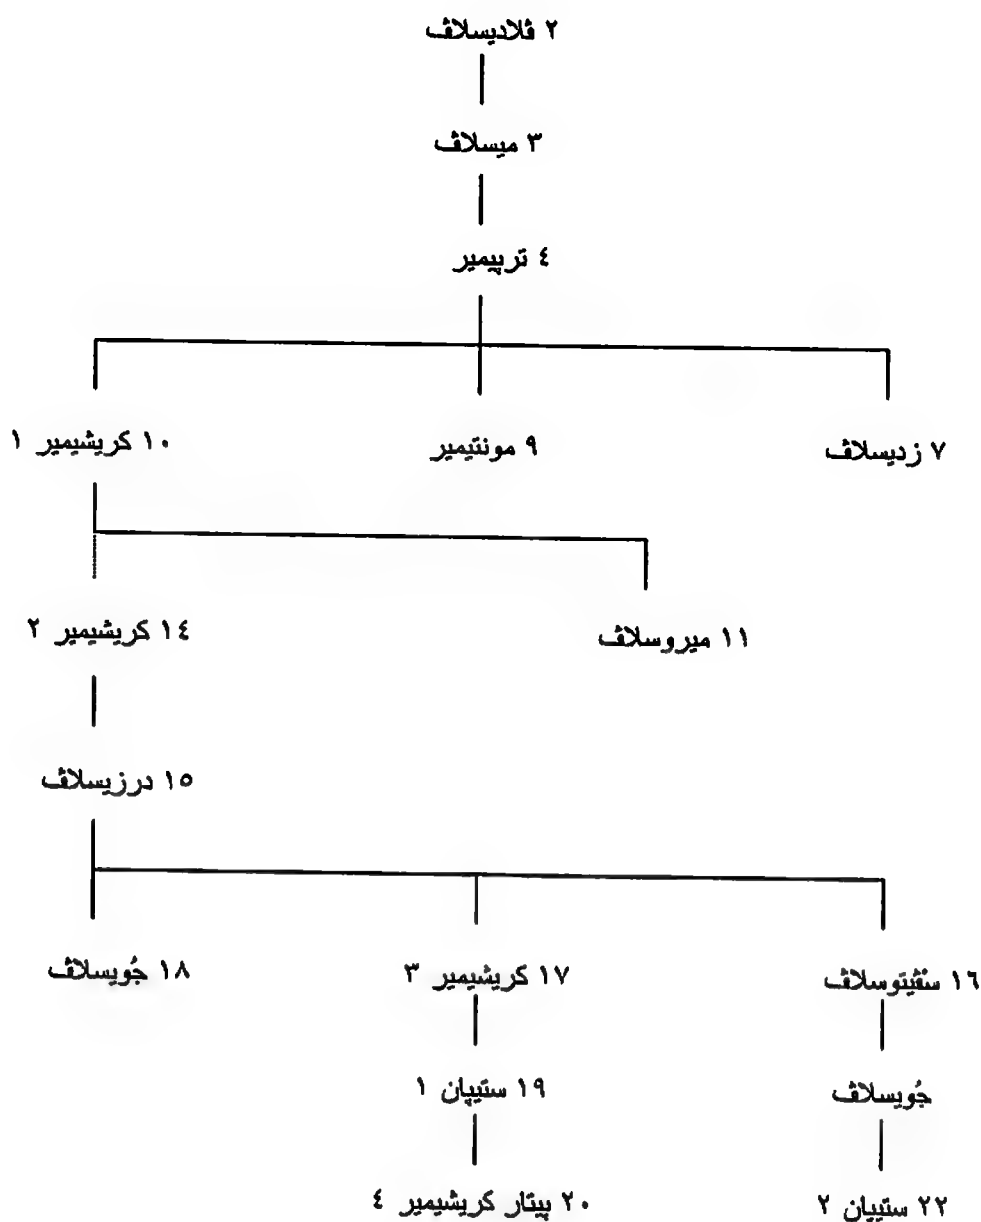 ٢ ڤلاديسلاڤ
٣ ميسلاڤ
٤ ترپيمير
٧ زديسلاڤ
٩ مونتيمير
١٠ كريشيمير ١
١١ ميروسلاڤ
١٤ كريشيمير ٢
١٥ درزيسلاڤ
١٦ سڤيتوسلاڤ
١٧ كريشيمير ٣
١٨ جُويسلاڤ
جُويسلاڤ
١٩ ستيپان ١
٢٢ ستيپان ٢
٢٠ پيتار كريشيمير ٤